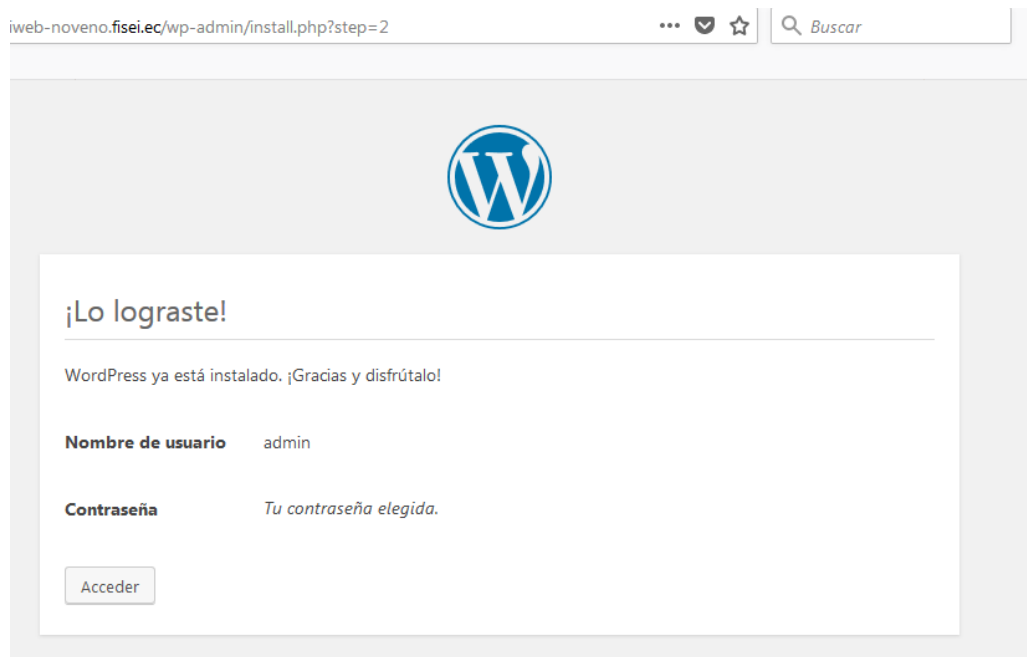 iweb-noveno.fisei.ec/wp-admin/install.php?step=2
Buscar
¡Lo lograste!
WordPress ya está instalado. ¡Gracias y disfrútalo!
Nombre de usuario admin
Contraseña Tu contraseña elegida.
Acceder